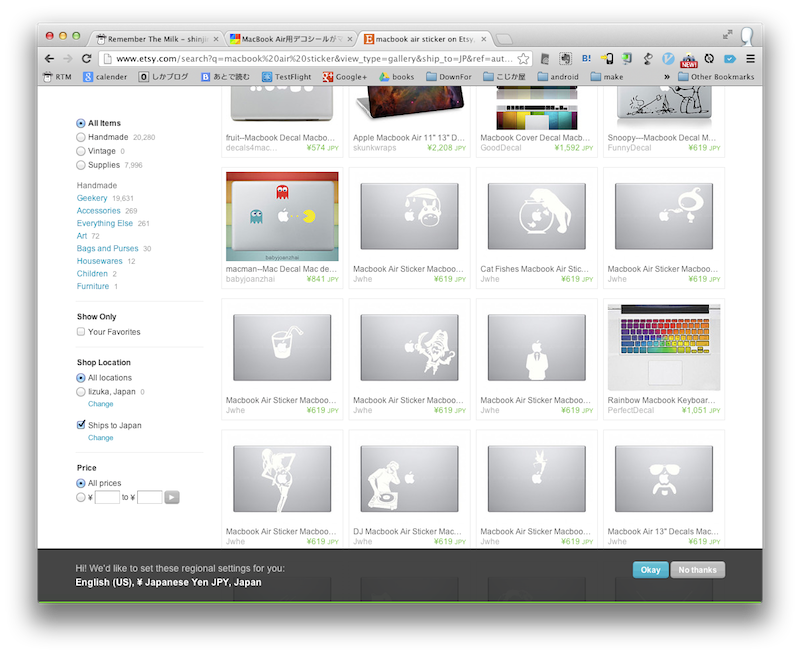 Remember The Milk – shinji
MacBook Air用デコシールが
macbook air sticker on Etsy,
www.etsy.com/search?q=macbook%20air%20sticker&view_type=gallery&ship_to=JP&ref=aut…
B!
NEW!
RTM
calender
しかブログ
あとで読む
TestFlight
Google+
books
DownFor
こじか屋
android
make
»
Other Bookmarks
All Items
Handmade 20,280
Vintage 0
Supplies 7,996
Handmade
Geekery 19,631
Accessories 269
Everything Else 261
Art 72
Bags and Purses 30
Housewares 12
Children 2
Furniture 1
Show Only
Your Favorites
Shop Location
All locations
Iizuka, Japan 0
Change
Ships to Japan
Change
Price
All prices
¥ to ¥
fruit--Macbook Decal Macbo...
decals4mac... ¥574 JPY
Apple Macbook Air 11" 13" D...
skunkwraps ¥2,208 JPY
Macbook Cover Decal Macb...
GoodDecal ¥1,592 JPY
Snoopy---Macbook Decal M...
FunnyDecal ¥619 JPY
babyjoanzhai
macman--Mac Decal Mac de...
babyjoanzhai ¥841 JPY
Macbook Air Sticker Macboo...
Jwhe ¥619 JPY
Cat Fishes Macbook Air Stic...
Jwhe ¥619 JPY
Macbook Air Sticker Macboo...
Jwhe ¥619 JPY
Macbook Air Sticker Macboo...
Jwhe ¥619 JPY
Macbook Air Sticker Macboo...
Jwhe ¥619 JPY
Macbook Air Sticker Macboo...
Jwhe ¥619 JPY
Rainbow Macbook Keyboar...
PerfectDecal ¥1,051 JPY
Macbook Air Sticker Macboo...
Jwhe ¥619 JPY
DJ Macbook Air Sticker Mac...
Jwhe ¥619 JPY
Macbook Air Sticker Macboo...
Jwhe ¥619 JPY
Macbook Air 13" Decals Mac...
Jwhe ¥619 JPY
Hi! We'd like to set these regional settings for you:
English (US), ¥ Japanese Yen JPY, Japan
Okay
No thanks